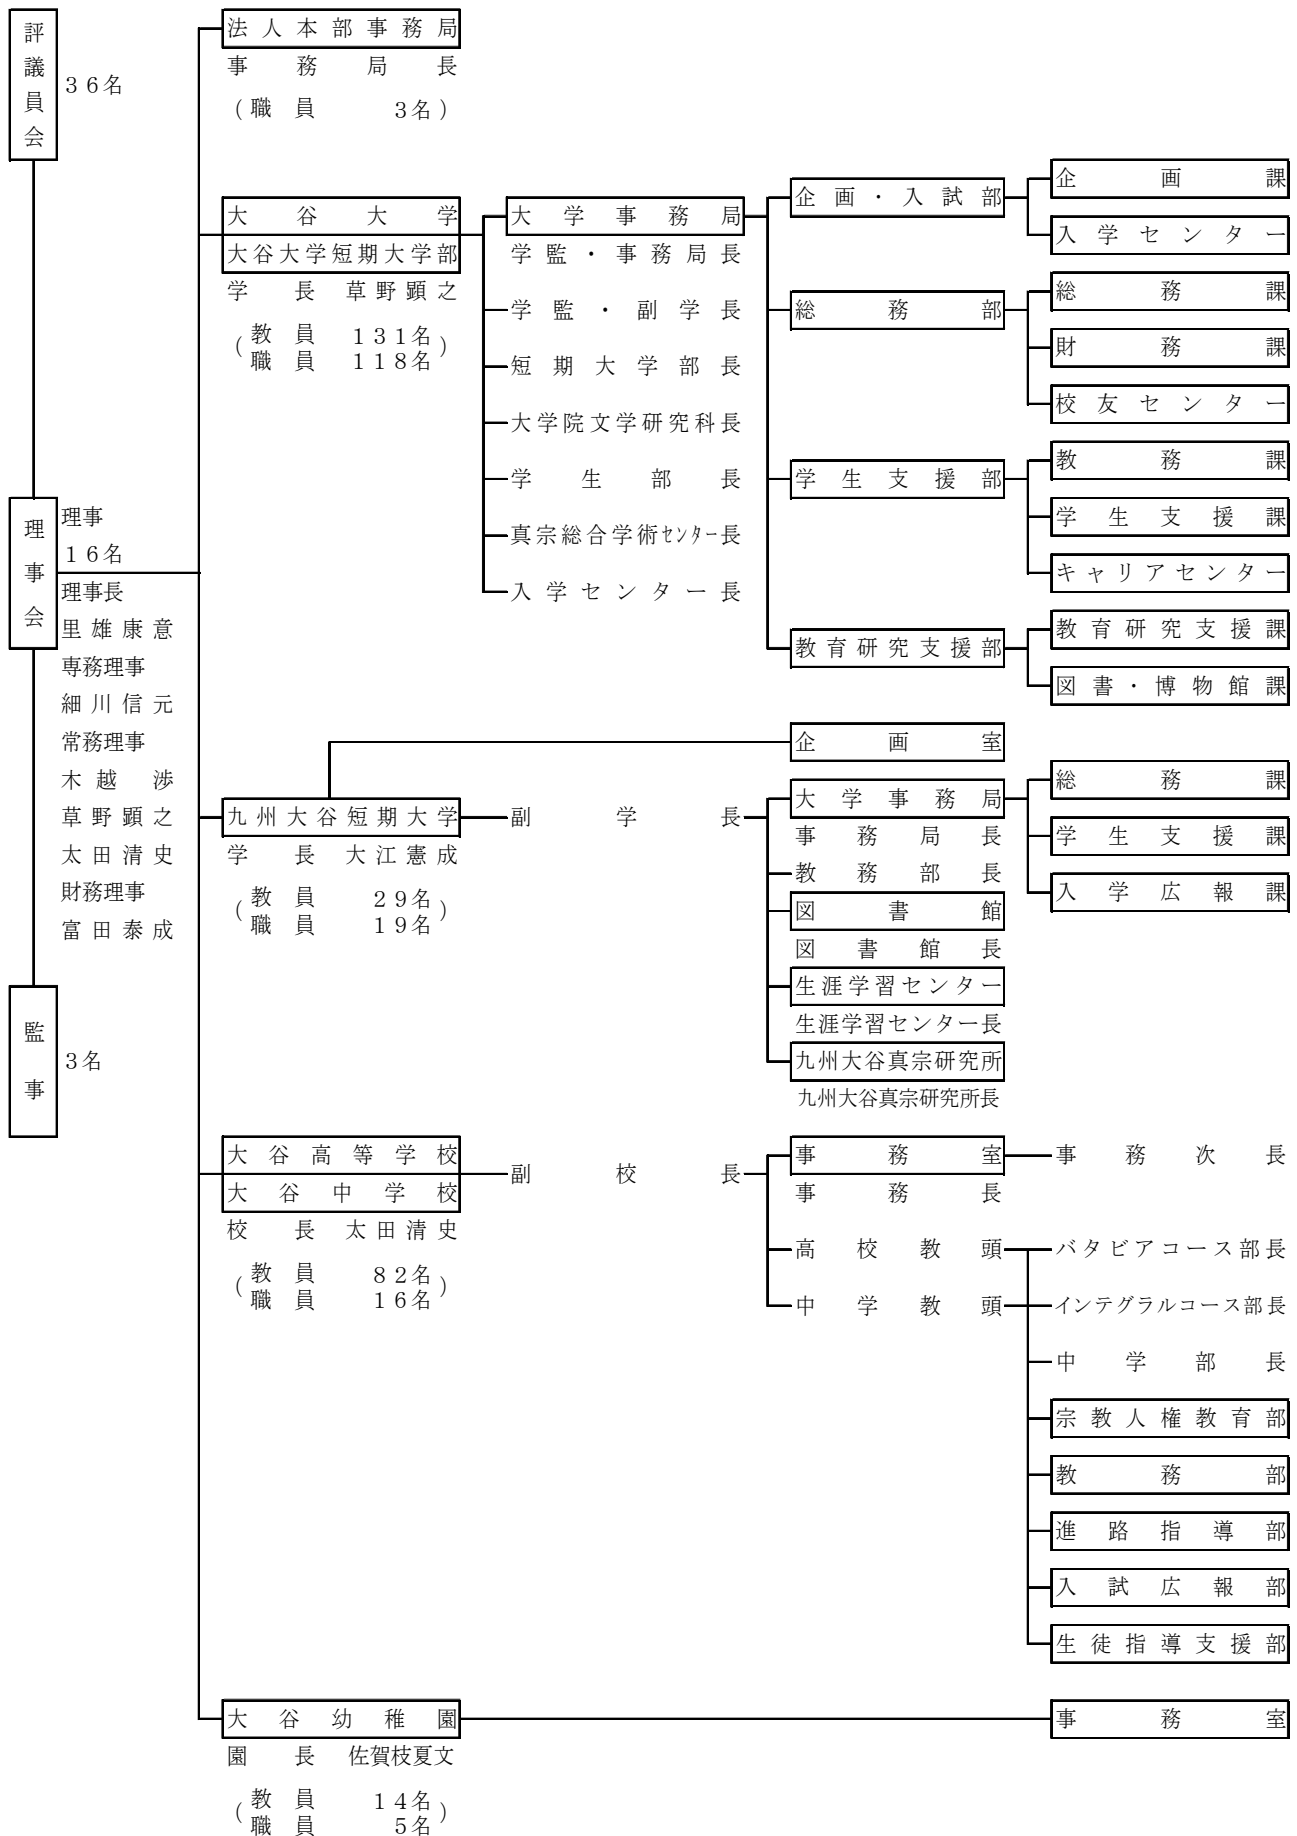 評議員会
３６名
理事会
理事
１６名
理事長
里雄康意
専務理事
細川信元
常務理事
木越 渉
草野顕之
太田清史
財務理事
富田泰成
監事
３名
法人本部事務局
事務局長
(職員 ３名)
大谷大学
大谷大学短期大学部
学長 草野顕之
(教員 １３１名
職員 １１８名)
大学事務局
学監・事務局長
学監・副学長
短期大学部長
大学院文学研究科長
学生部長
真宗総合学術ｾﾝﾀｰ長
入学センター長
企画・入試部
企画課
入学センター
総務部
総務課
財務課
校友センター
学生支援部
教務課
学生支援課
キャリアセンター
教育研究支援部
教育研究支援課
図書・博物館課
企画室
九州大谷短期大学
学長 大江憲成
(教員 ２９名
職員 １９名)
副学長
大学事務局
事務局長
総務課
学生支援課
入学広報課
教務部長
図書館
図書館長
生涯学習センター
生涯学習センター長
九州大谷真宗研究所
九州大谷真宗研究所長
大谷高等学校
大谷中学校
校長 太田清史
(教員 ８２名
職員 １６名)
副校長
事務室
事務長
事務次長
高校教頭
中学教頭
バタビアコース部長
インテグラルコース部長
中学部長
宗教人権教育部
教務部
進路指導部
入試広報部
生徒指導支援部
大谷幼稚園
園長 佐賀枝夏文
(教員 １４名
職員 ５名)
事務室